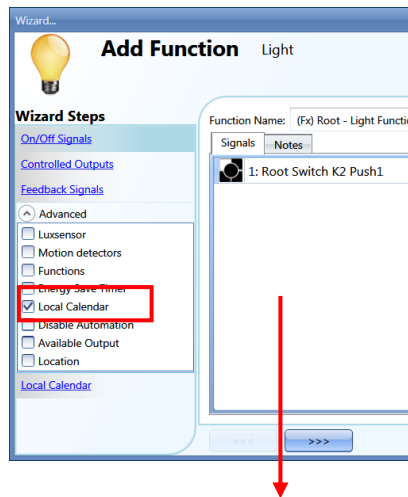 Wizard...
Add Function Light
Wizard Steps
On/Off Signals
Controlled Outputs
Feedback Signals
Advanced
Luxsensor
Motion detectors
Functions
Energy Save Timer
Local Calendar
Disable Automation
Available Output
Location
Local Calendar
Function Name: (Fx) Root - Light Functi
Signals Notes
1: Root Switch K2 Push1
<<< >>>